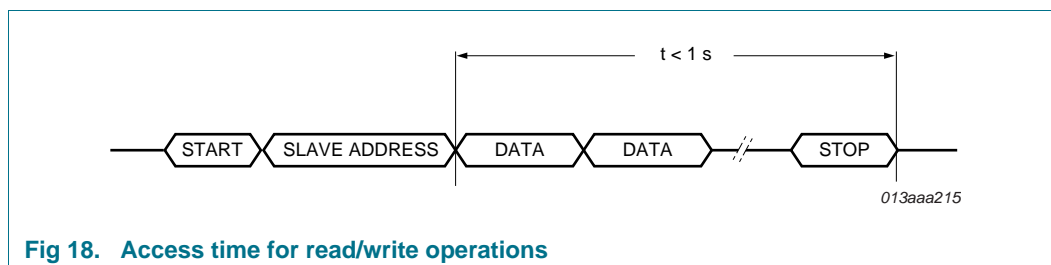 t < 1 s
START SLAVE ADDRESS DATA DATA STOP
013aaa215
Fig 18. Access time for read/write operations